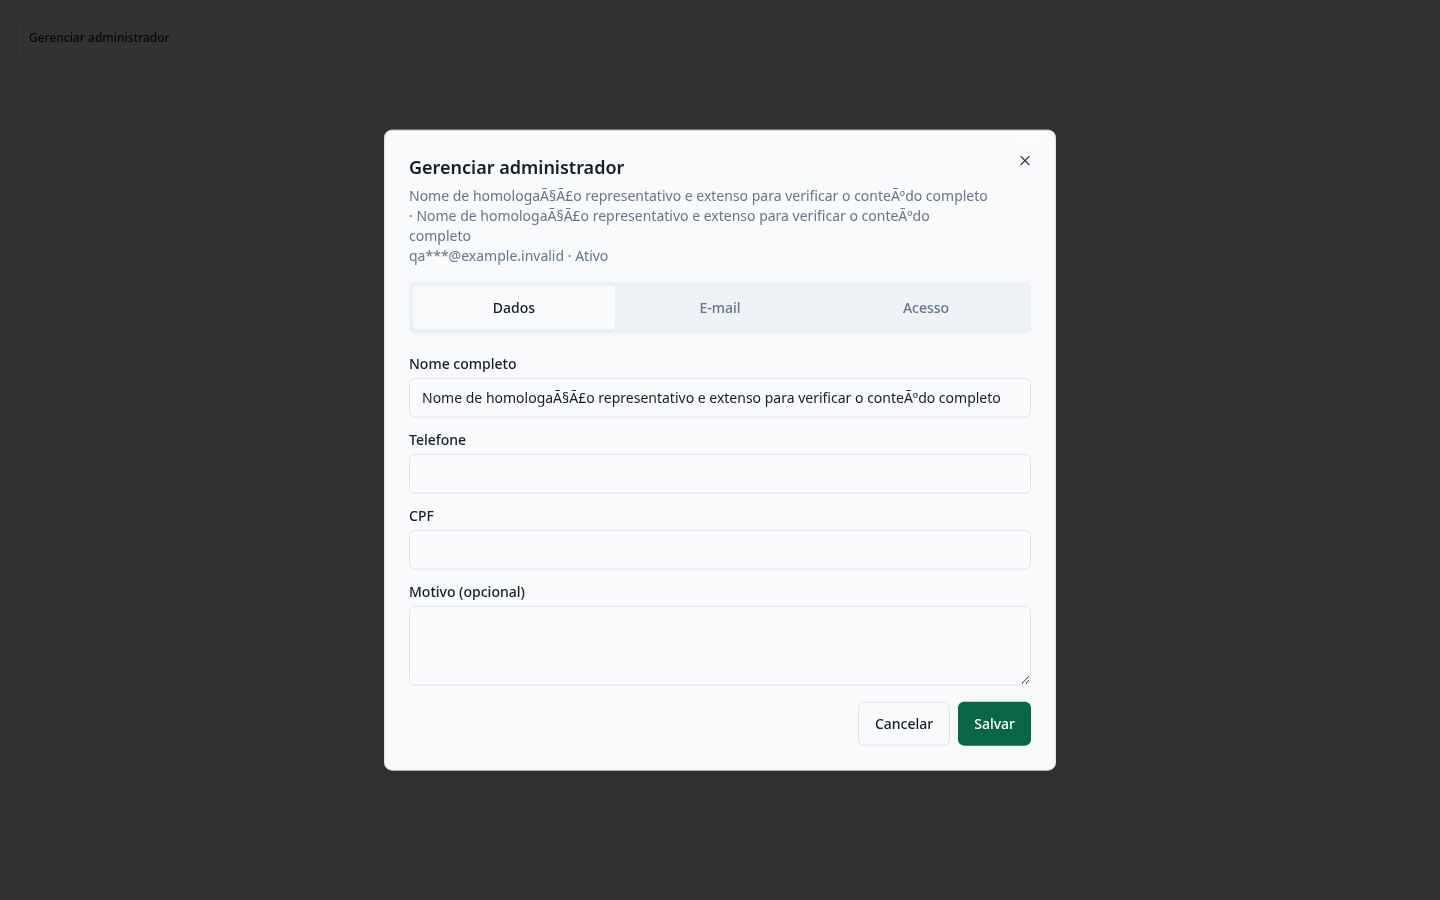 Gerenciar administrador
Gerenciar administrador
Nome de homologaÃ§Ã£o representativo e extenso para verificar o conteÃºdo completo
· Nome de homologaÃ§Ã£o representativo e extenso para verificar o conteÃºdo
completo
qa***@example.invalid · Ativo
Dados
E-mail
Acesso
Nome completo
Nome de homologaÃ§Ã£o representativo e extenso para verificar o conteÃºdo completo
Telefone
CPF
Motivo (opcional)
Cancelar
Salvar